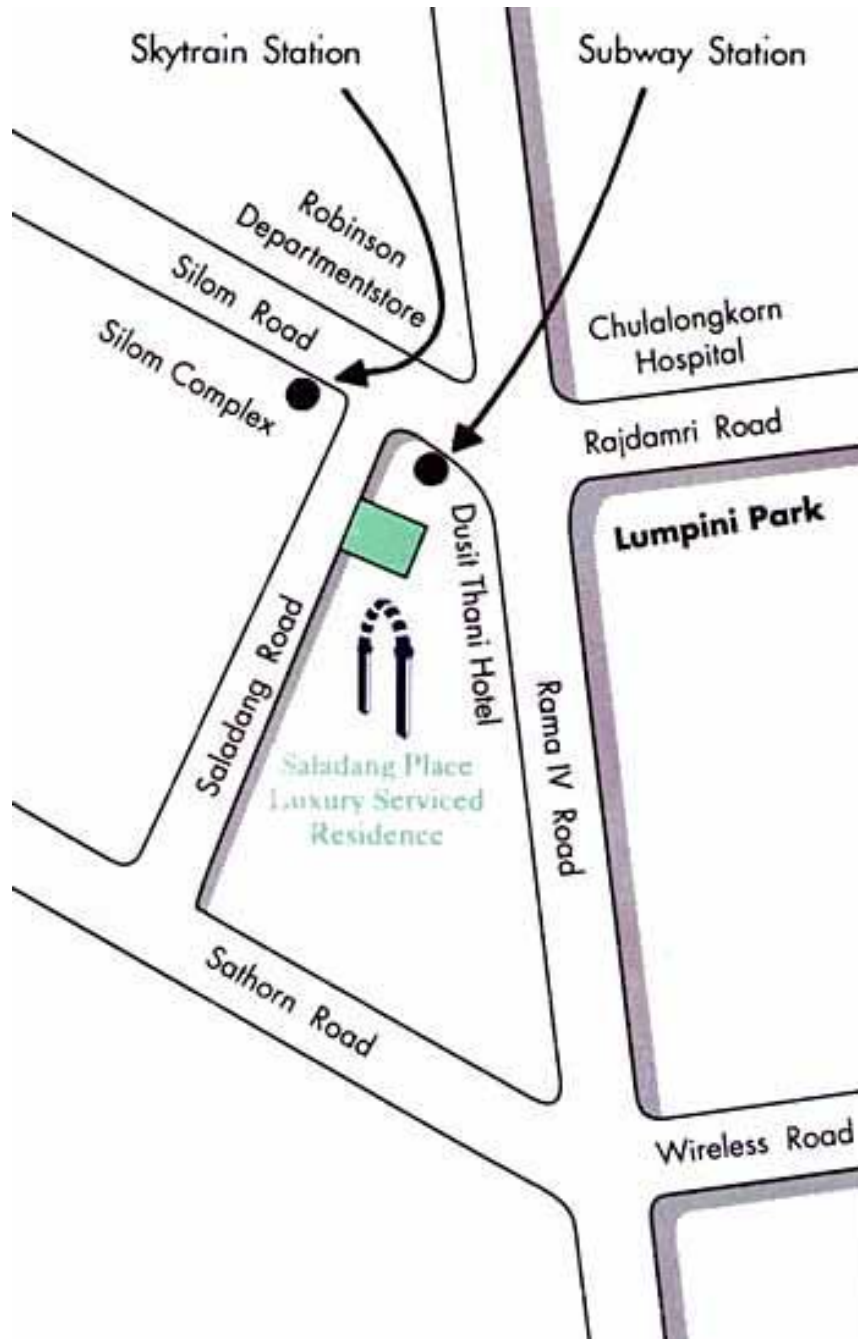 Skytrain Station
Subway Station
Robinson
Departmentstore
Silom Road
Silom Complex
Chulalongkorn
Hospital
Rajdamri Road
Lumpini Park
Dusit Thani Hotel
Saladang Road
Rama IV Road
Saladang Place
Luxury Serviced
Residence
Sathorn Road
Wireless Road